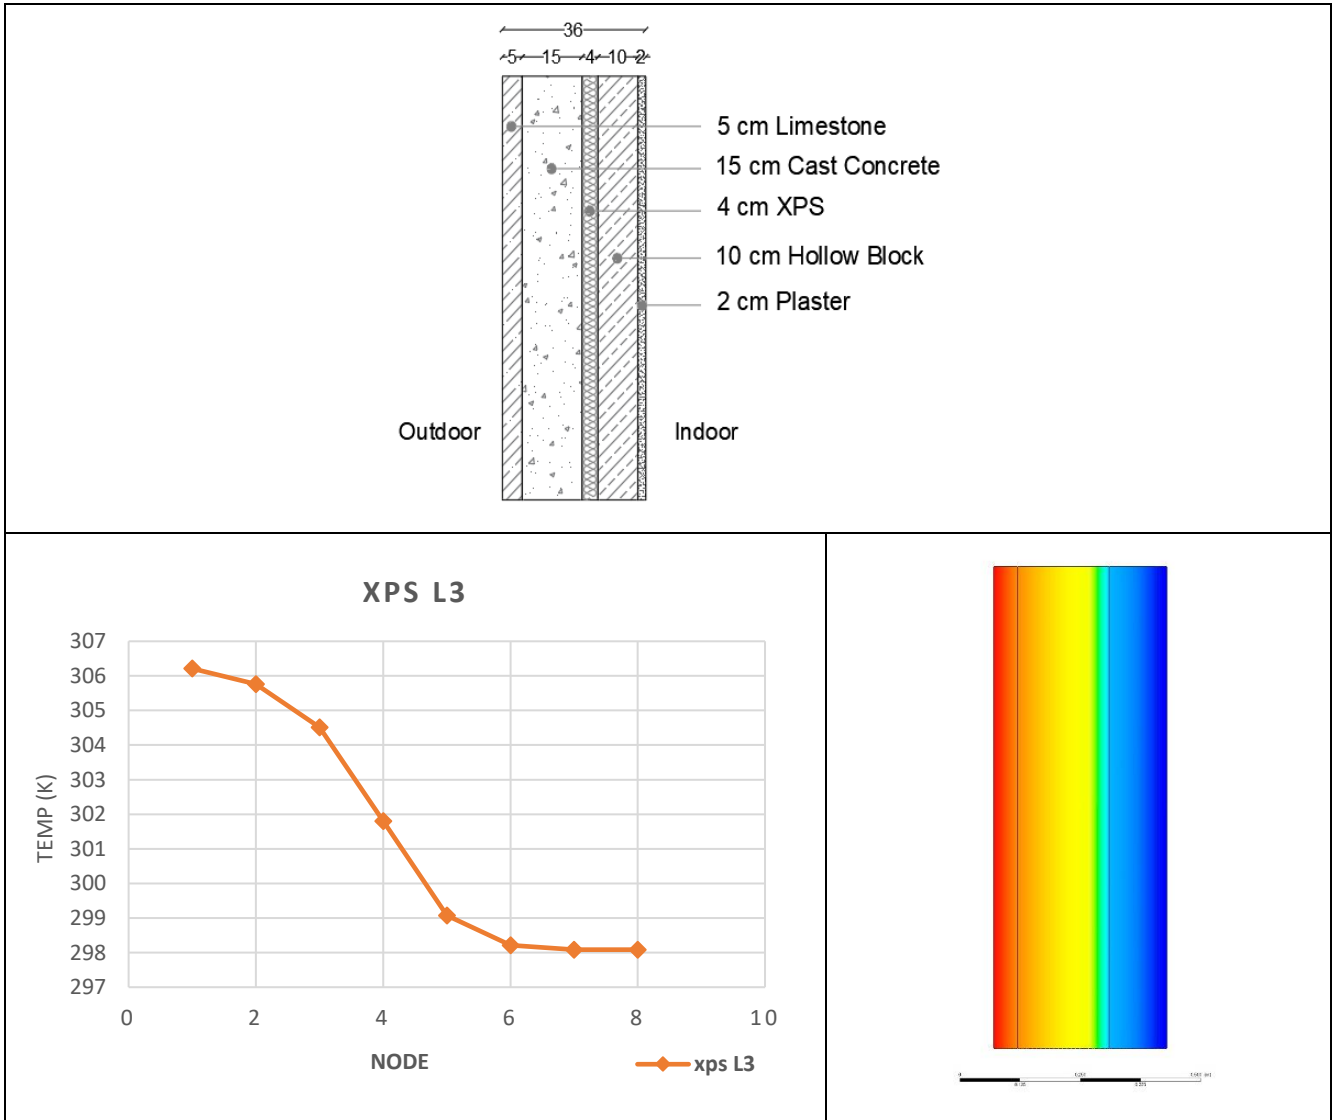 36
5 15 4 10 2
5 cm Limestone
15 cm Cast Concrete
4 cm XPS
10 cm Hollow Block
2 cm Plaster
Outdoor
Indoor
XPS L3
307
306
305
304
303
302
301
300
299
298
297
TEMP (K)
0 2 4 6 8 10
NODE
xps L3